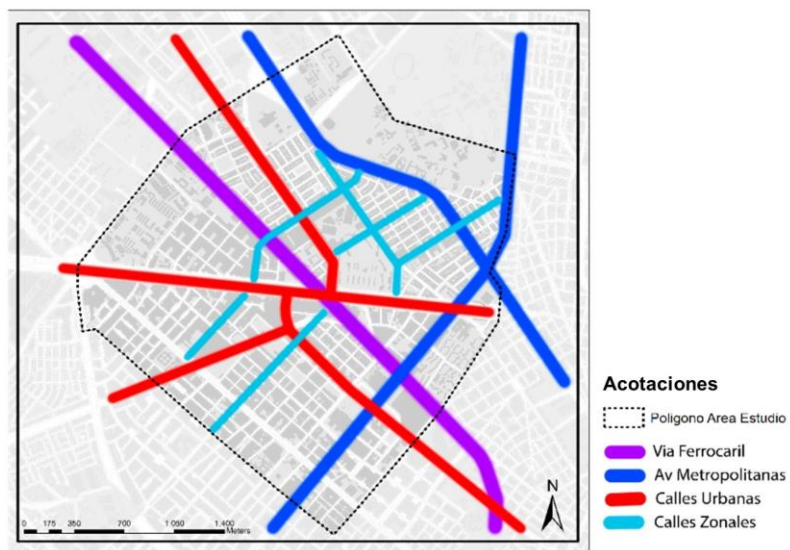 Acotaciones
Poligono Area Estudio
Via Ferrocaril
Av Metropolitanas
Calles Urbanas
Calles Zonales
N
0 175 350 700 1 050 1,400
Meters